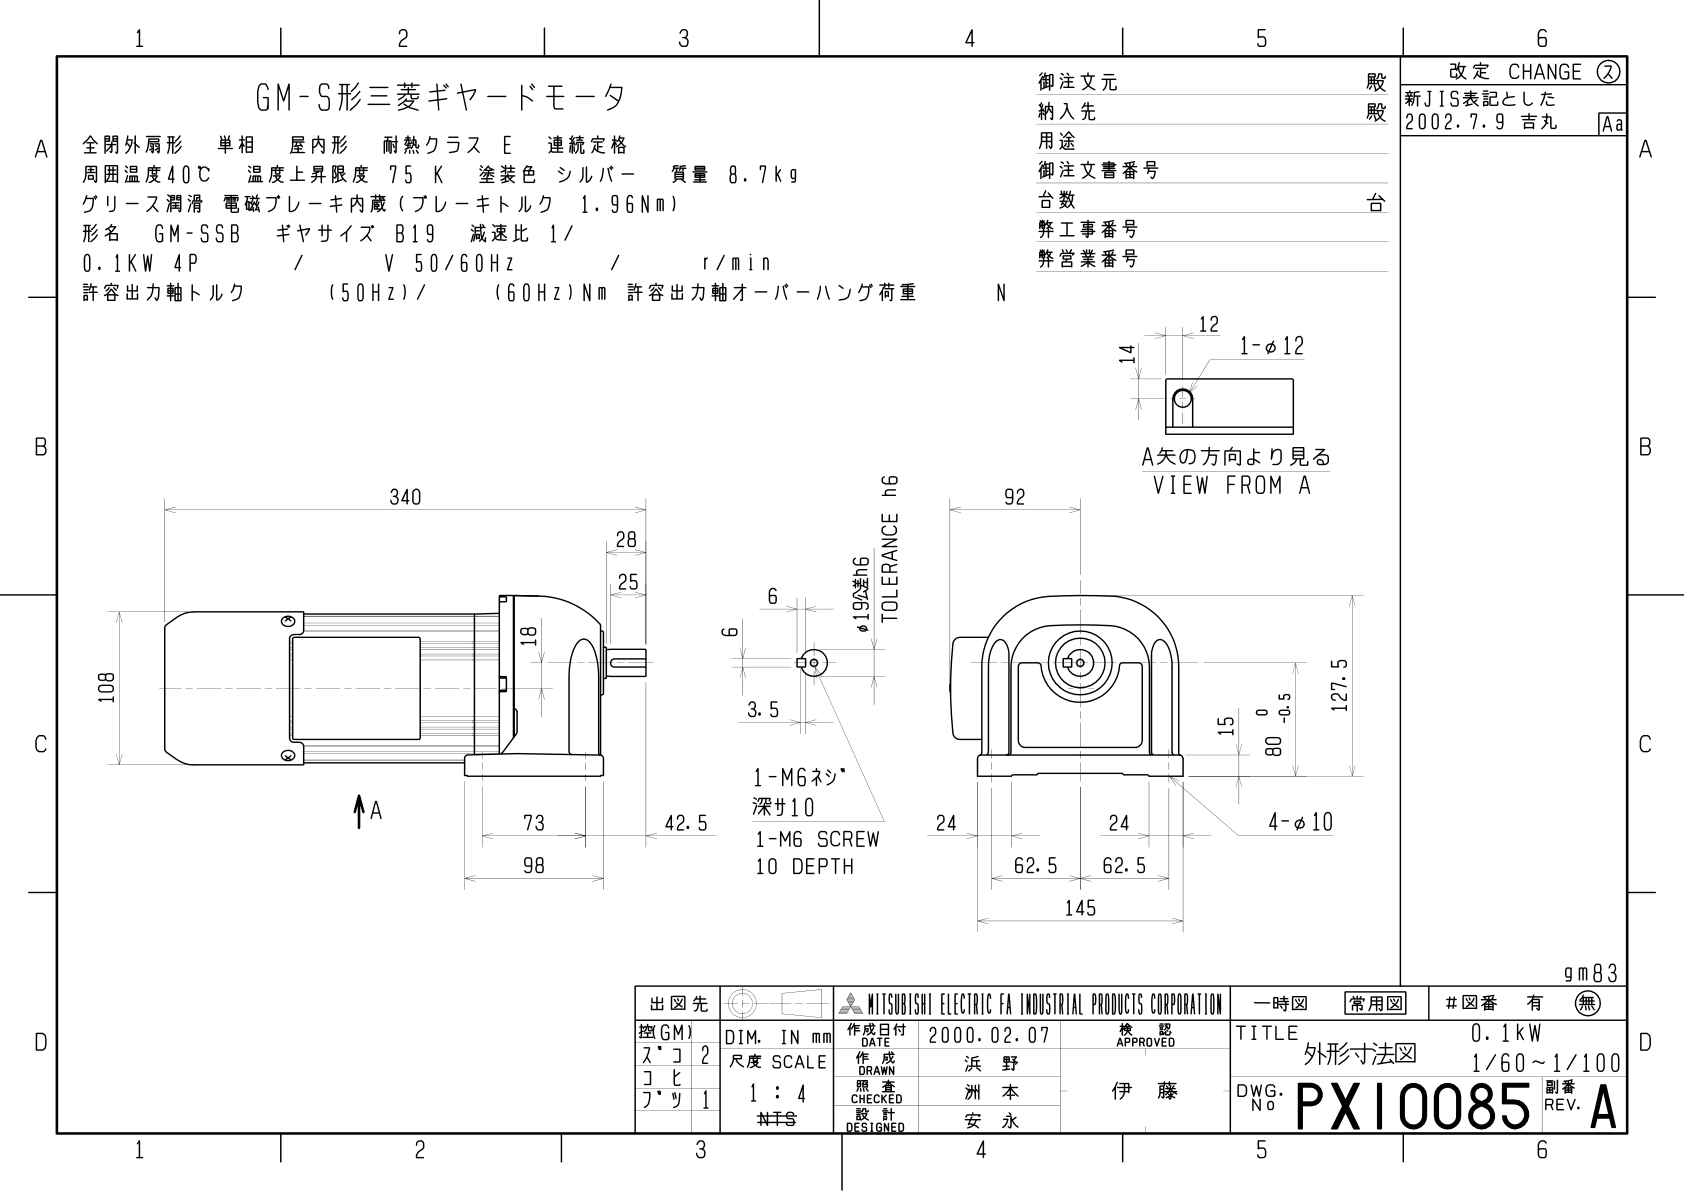 1 2 3 4 5 6
A
B
C
D
GM-S形三菱ギヤードモータ
全閉外扇形 単相 屋内形 耐熱クラス E 連続定格
周囲温度40℃ 温度上昇限度 75 K 塗装色 シルバー 質量 8.7kg
グリース潤滑 電磁ブレーキ内蔵(ブレーキトルク 1.96Nm)
形名 GM-SSB ギヤサイズ B19 減速比 1/
0.1KW 4P / V 50/60Hz / r/min
許容出力軸トルク (50Hz)/ (60Hz)Nm 許容出力軸オーバーハング荷重 N
御注文元 殿
納入先 殿
用途
御注文書番号
台数 台
弊工事番号
弊営業番号
改定 CHANGE ㋜
新JIS表記とした
2002.7.9 吉丸 Aa
A
B
C
D
12
14
1-φ12
A矢の方向より見る
VIEW FROM A
340
28
25
18
108
A
73
42.5
98
6
6
3.5
φ19公差h6
TOLERANCE h6
1-M6ネジ
深サ10
1-M6 SCREW
10 DEPTH
92
127.5
15
80 0 -0.5
24
24
4-φ10
62.5
62.5
145
gm83
出図先
控(GM)
ズコ 2
コヒ
ブツ 1
DIM. IN mm
尺度 SCALE
1 : 4
NTS
MITSUBISHI ELECTRIC FA INDUSTRIAL PRODUCTS CORPORATION
作成日付 DATE 2000.02.07
作成 DRAWN 浜野
照査 CHECKED 洲本
設計 DESIGNED 安永
検認 APPROVED
伊藤
一時図 常用図 #図番 有 無
TITLE 0.1kW
外形寸法図 1/60～1/100
DWG. No PX10085 副番 REV. A
1 2 3 4 5 6